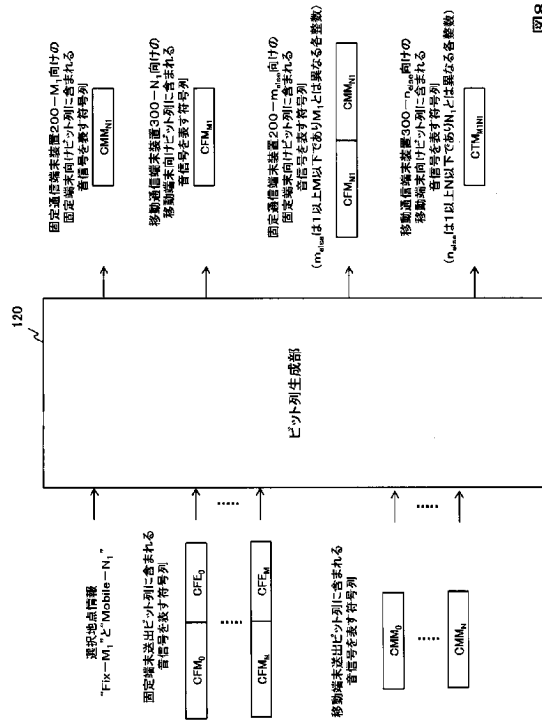 120
選択地点情報
“Fix－M₁”と“Mobile－N₁”
固定端末送出ビット列に含まれる
音信号を表す符号列
CFM₀ CFE₀
.....
CFM_M CFE_M
.....
移動端末送出ビット列に含まれる
音信号を表す符号列
CMM₀
.....
CMM_N
.....
ビット列生成部
固定通信端末装置200－M₁向けの
固定端末向けビット列に含まれる
音信号を表す符号列
CMM_N1
移動通信端末装置300－N₁向けの
移動端末向けビット列に含まれる
音信号を表す符号列
CFM_M1
固定通信端末装置200－m_else向けの
固定端末向けビット列に含まれる
音信号を表す符号列
(m_elseは1以上M以下でありM₁とは異なる各整数)
CFM_N1 CMM_N1
移動通信端末装置300－n_else向けの
移動端末向けビット列に含まれる
音信号を表す符号列
(n_elseは1以上N以下でありN₁とは異なる各整数)
CTM_M1N1
図8